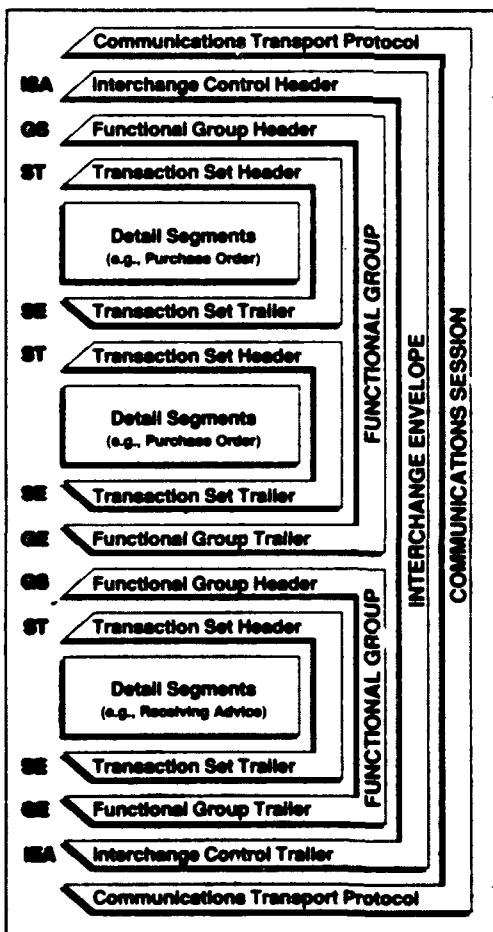 Communications Transport Protocol
ISA Interchange Control Header
GS Functional Group Header
ST Transaction Set Header
Detail Segments
(e.g., Purchase Order)
SE Transaction Set Trailer
ST Transaction Set Header
Detail Segments
(e.g., Purchase Order)
SE Transaction Set Trailer
GE Functional Group Trailer
FUNCTIONAL GROUP
GS Functional Group Header
ST Transaction Set Header
Detail Segments
(e.g., Receiving Advice)
SE Transaction Set Trailer
GE Functional Group Trailer
FUNCTIONAL GROUP
IEA Interchange Control Trailer
Communications Transport Protocol
INTERCHANGE ENVELOPE
COMMUNICATIONS SESSION